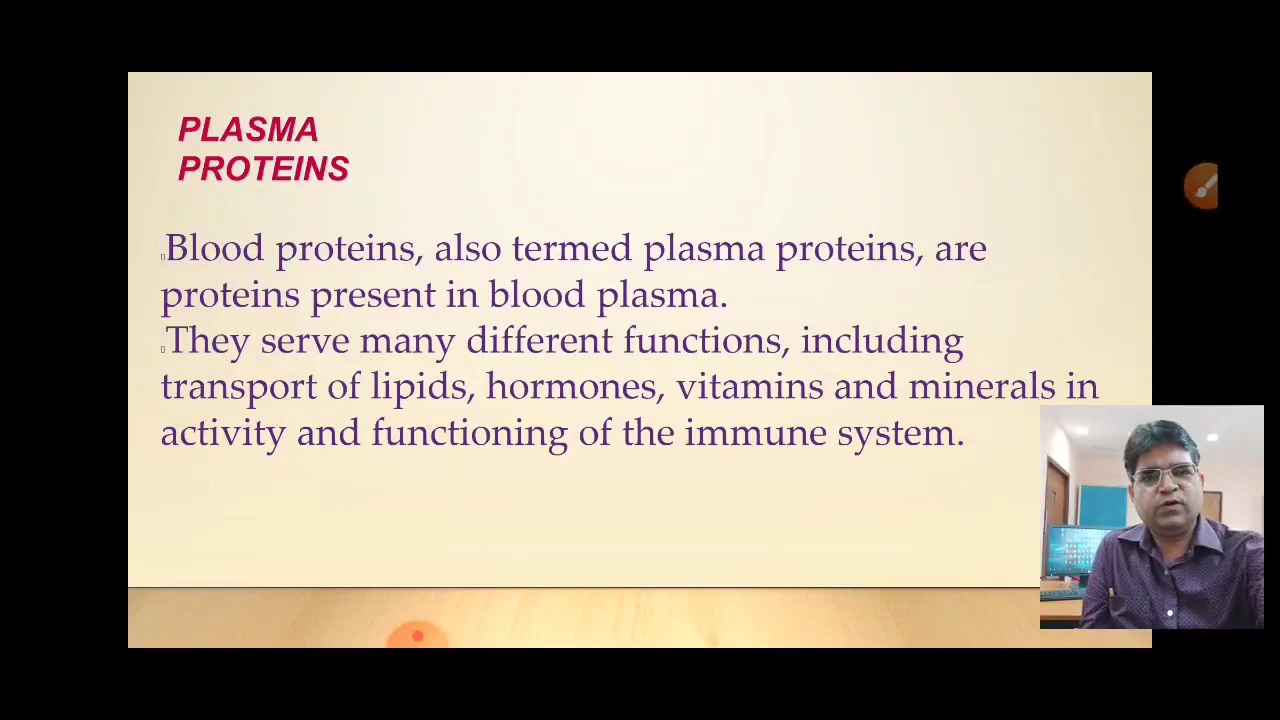 PLASMA
PROTEINS
Blood proteins, also termed plasma proteins, are
proteins present in blood plasma.
They serve many different functions, including
transport of lipids, hormones, vitamins and minerals in
activity and functioning of the immune system.